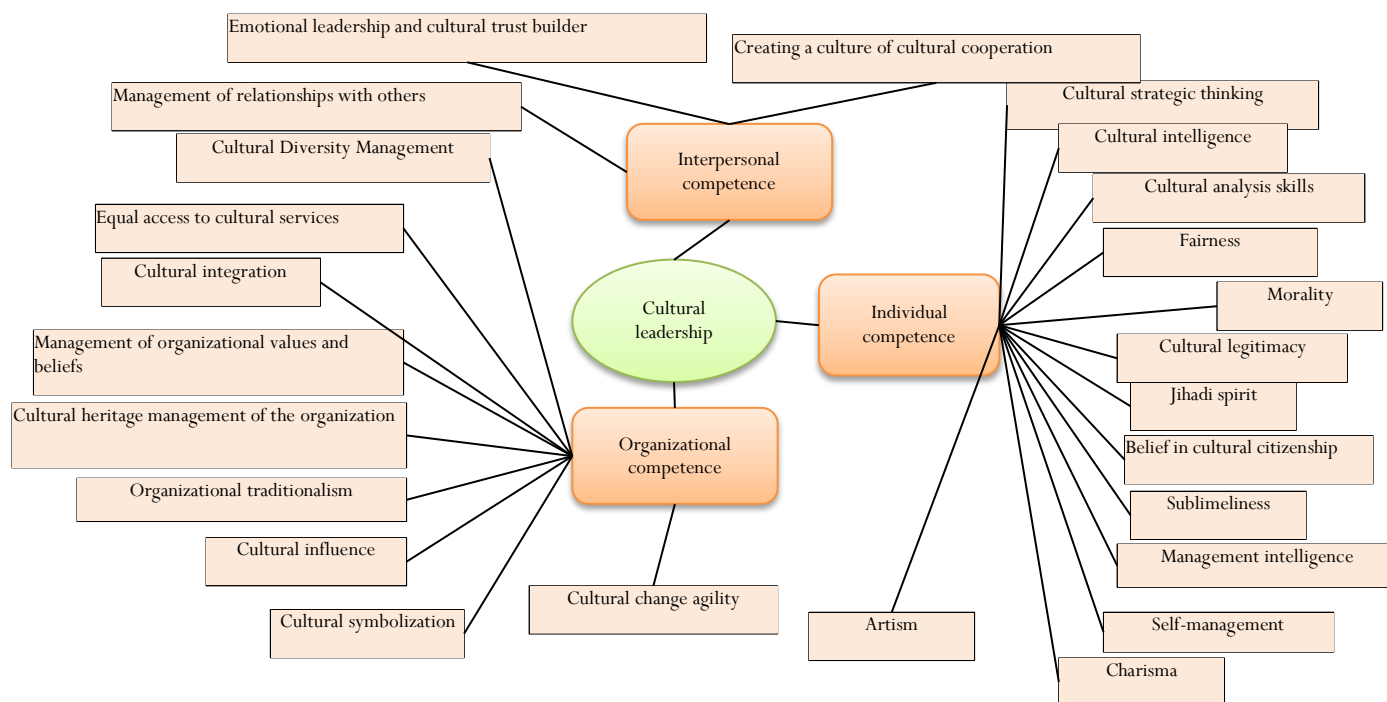 Emotional leadership and cultural trust builder
Creating a culture of cultural cooperation
Management of relationships with others
Cultural strategic thinking
Cultural Diversity Management
Interpersonal
competence
Cultural intelligence
Cultural analysis skills
Equal access to cultural services
Fairness
Cultural integration
Morality
Cultural
leadership
Individual
competence
Management of organizational values and
beliefs
Cultural legitimacy
Jihadi spirit
Cultural heritage management of the organization
Organizational
competence
Belief in cultural citizenship
Organizational traditionalism
Sublimeliness
Cultural influence
Management intelligence
Cultural change agility
Cultural symbolization
Artism
Self-management
Charisma